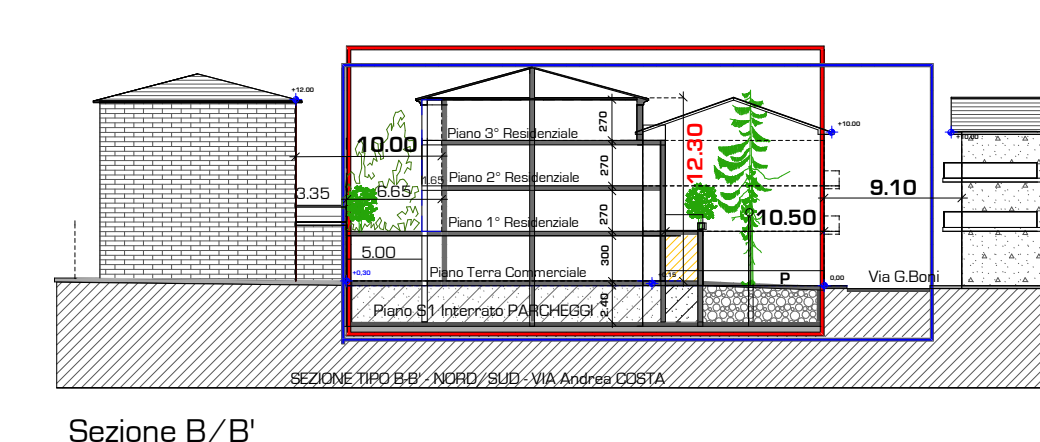 +12.00
Piano 3° Residenziale
270
+10.00
+10.00
10.00
12.30
Piano 2° Residenziale
270
1.65
3.35
6.65
9.10
Piano 1° Residenziale
270
10.50
5.00
300
+0,30
Piano Terra Commerciale
+0,15
P
0,00
Via G.Boni
Piano S1 Interrato PARCHEGGI
2.40
SEZIONE TIPO B-B' - NORD/SUD - VIA Andrea COSTA
Sezione B/B'